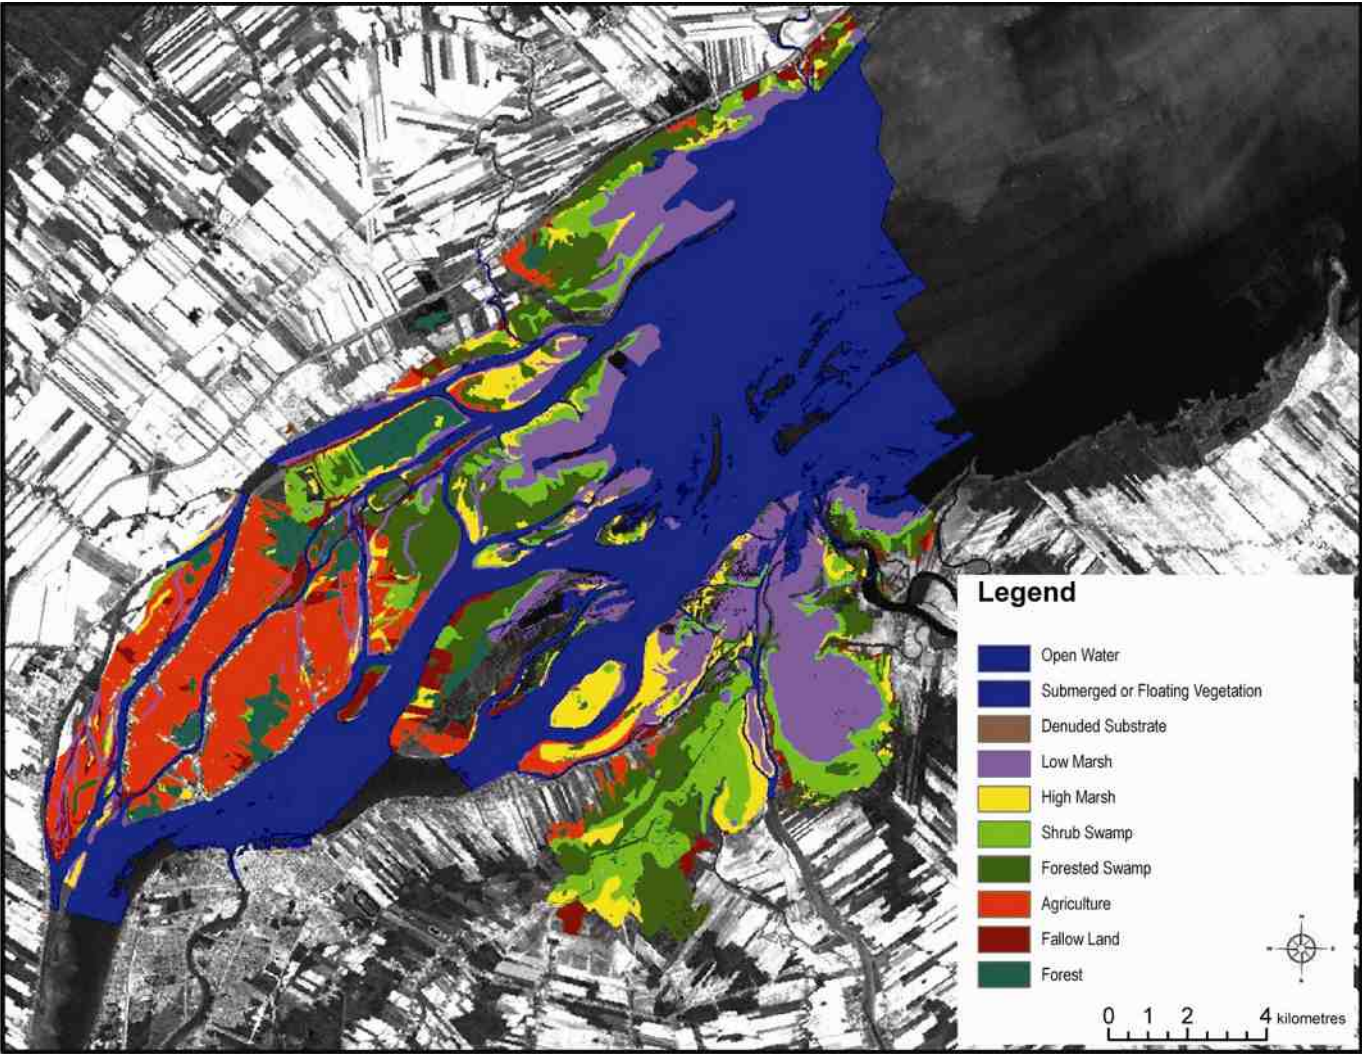 Legend
Open Water
Submerged or Floating Vegetation
Denuded Substrate
Low Marsh
High Marsh
Shrub Swamp
Forested Swamp
Agriculture
Fallow Land
Forest
0 1 2 4 kilometres